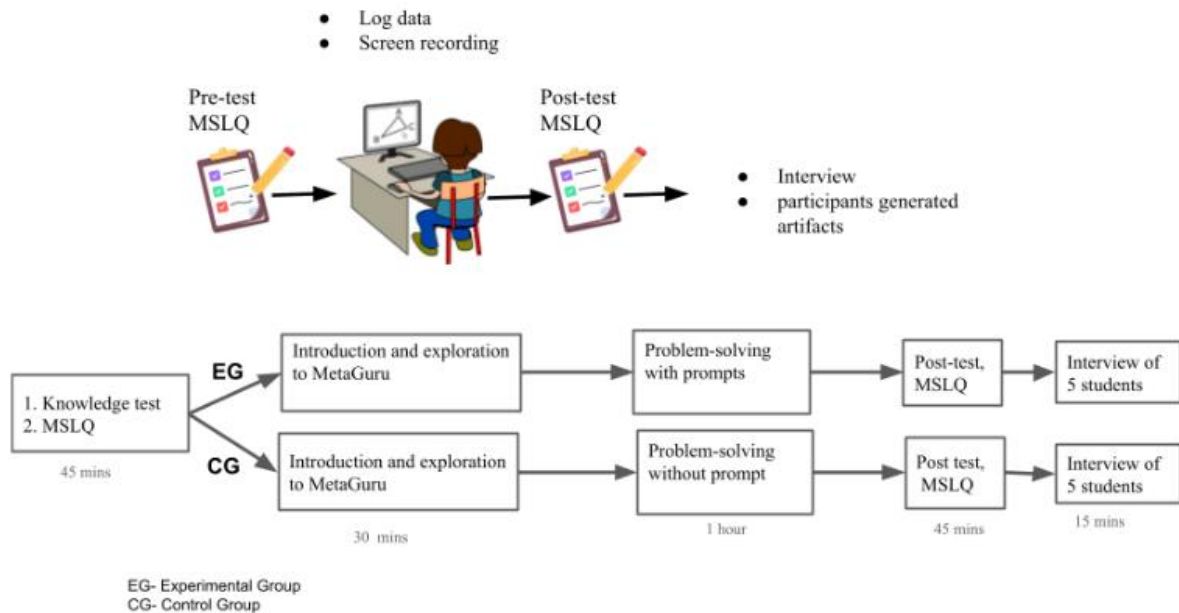 ● Log data
● Screen recording
Pre-test
MSLQ
Post-test
MSLQ
● Interview
● participants generated
artifacts
1. Knowledge test
2. MSLQ
45 mins
EG
Introduction and exploration
to MetaGuru
Problem-solving
with prompts
Post-test,
MSLQ
Interview of
5 students
CG
Introduction and exploration
to MetaGuru
30 mins
Problem-solving
without prompt
1 hour
Post test,
MSLQ
45 mins
Interview of
5 students
15 mins
EG- Experimental Group
CG- Control Group